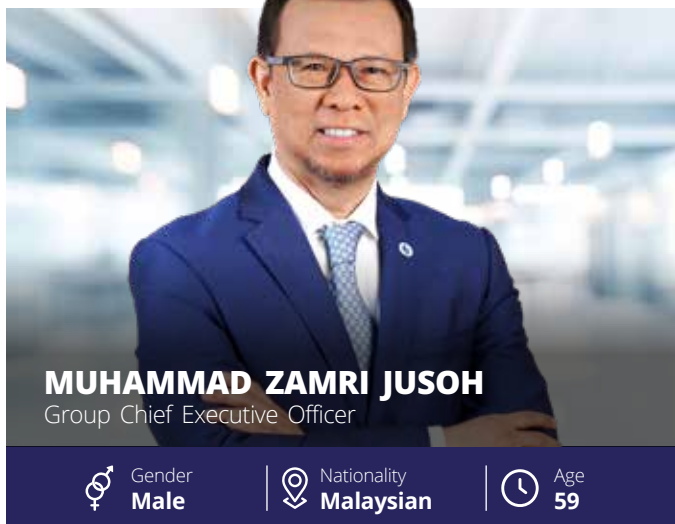 MUHAMMAD ZAMRI JUSOH
Group Chief Executive Officer
Gender
Male
Nationality
Malaysian
Age
59